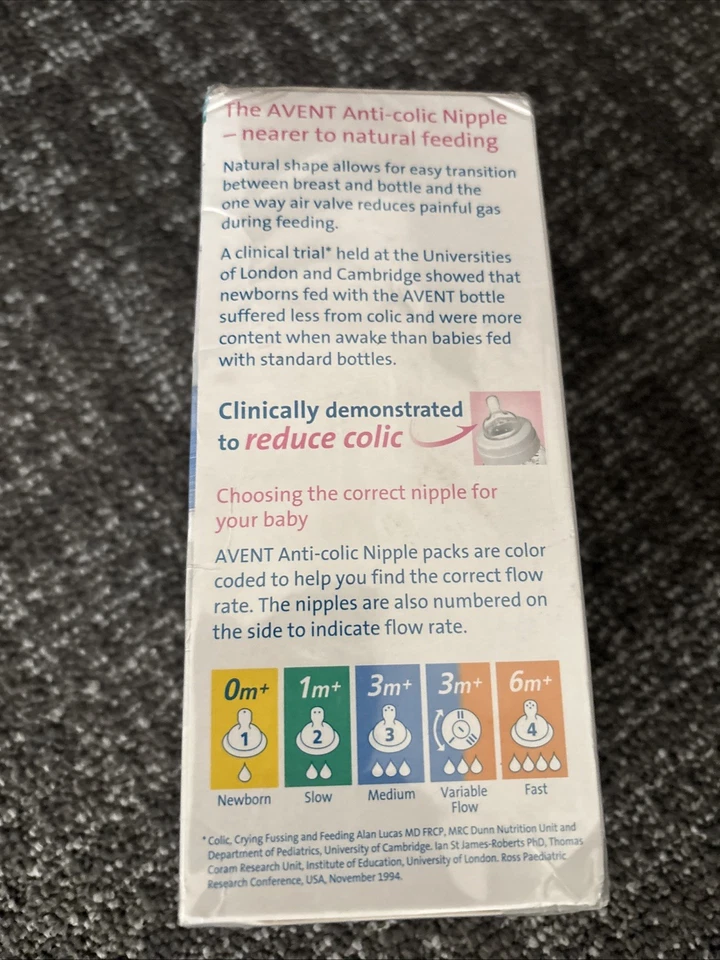 The AVENT Anti-colic Nipple
– nearer to natural feeding
Natural shape allows for easy transition
between breast and bottle and the
one way air valve reduces painful gas
during feeding.
A clinical trial* held at the Universities
of London and Cambridge showed that
newborns fed with the AVENT bottle
suffered less from colic and were more
content when awake than babies fed
with standard bottles.
Clinically demonstrated
to reduce colic
Choosing the correct nipple for
your baby
AVENT Anti-colic Nipple packs are color
coded to help you find the correct flow
rate. The nipples are also numbered on
the side to indicate flow rate.
0m+ 1m+ 3m+ 3m+ 6m+
1 2 3 I II III 4
Newborn Slow Medium Variable Flow Fast
*Colic, Crying Fussing and Feeding Alan Lucas MD FRCP, MRC Dunn Nutrition Unit and
Department of Pediatrics, University of Cambridge. Ian St James-Roberts PhD, Thomas
Coram Research Unit, Institute of Education, University of London. Ross Paediatric
Research Conference, USA, November 1994.